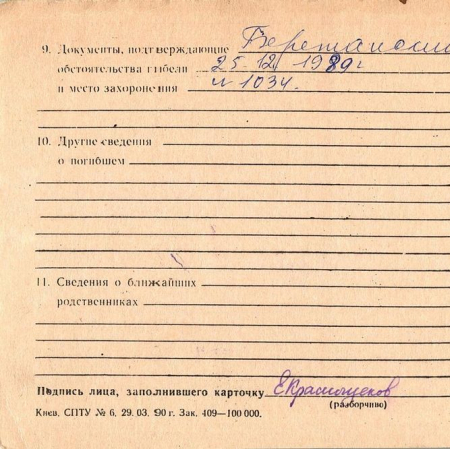 9. Документы, подтверждающие
обстоятельства гибели 25.12 1989 г
и место захоронения № 1034.
10. Другие сведения
о погибшем
11. Сведения о ближайших
родственниках
Подпись лица, заполнившего карточку ЕКраснощеков
(разборчиво)
Киев. СПТУ № 6. 29. 03. 90 г. Зак. 409—100 000.